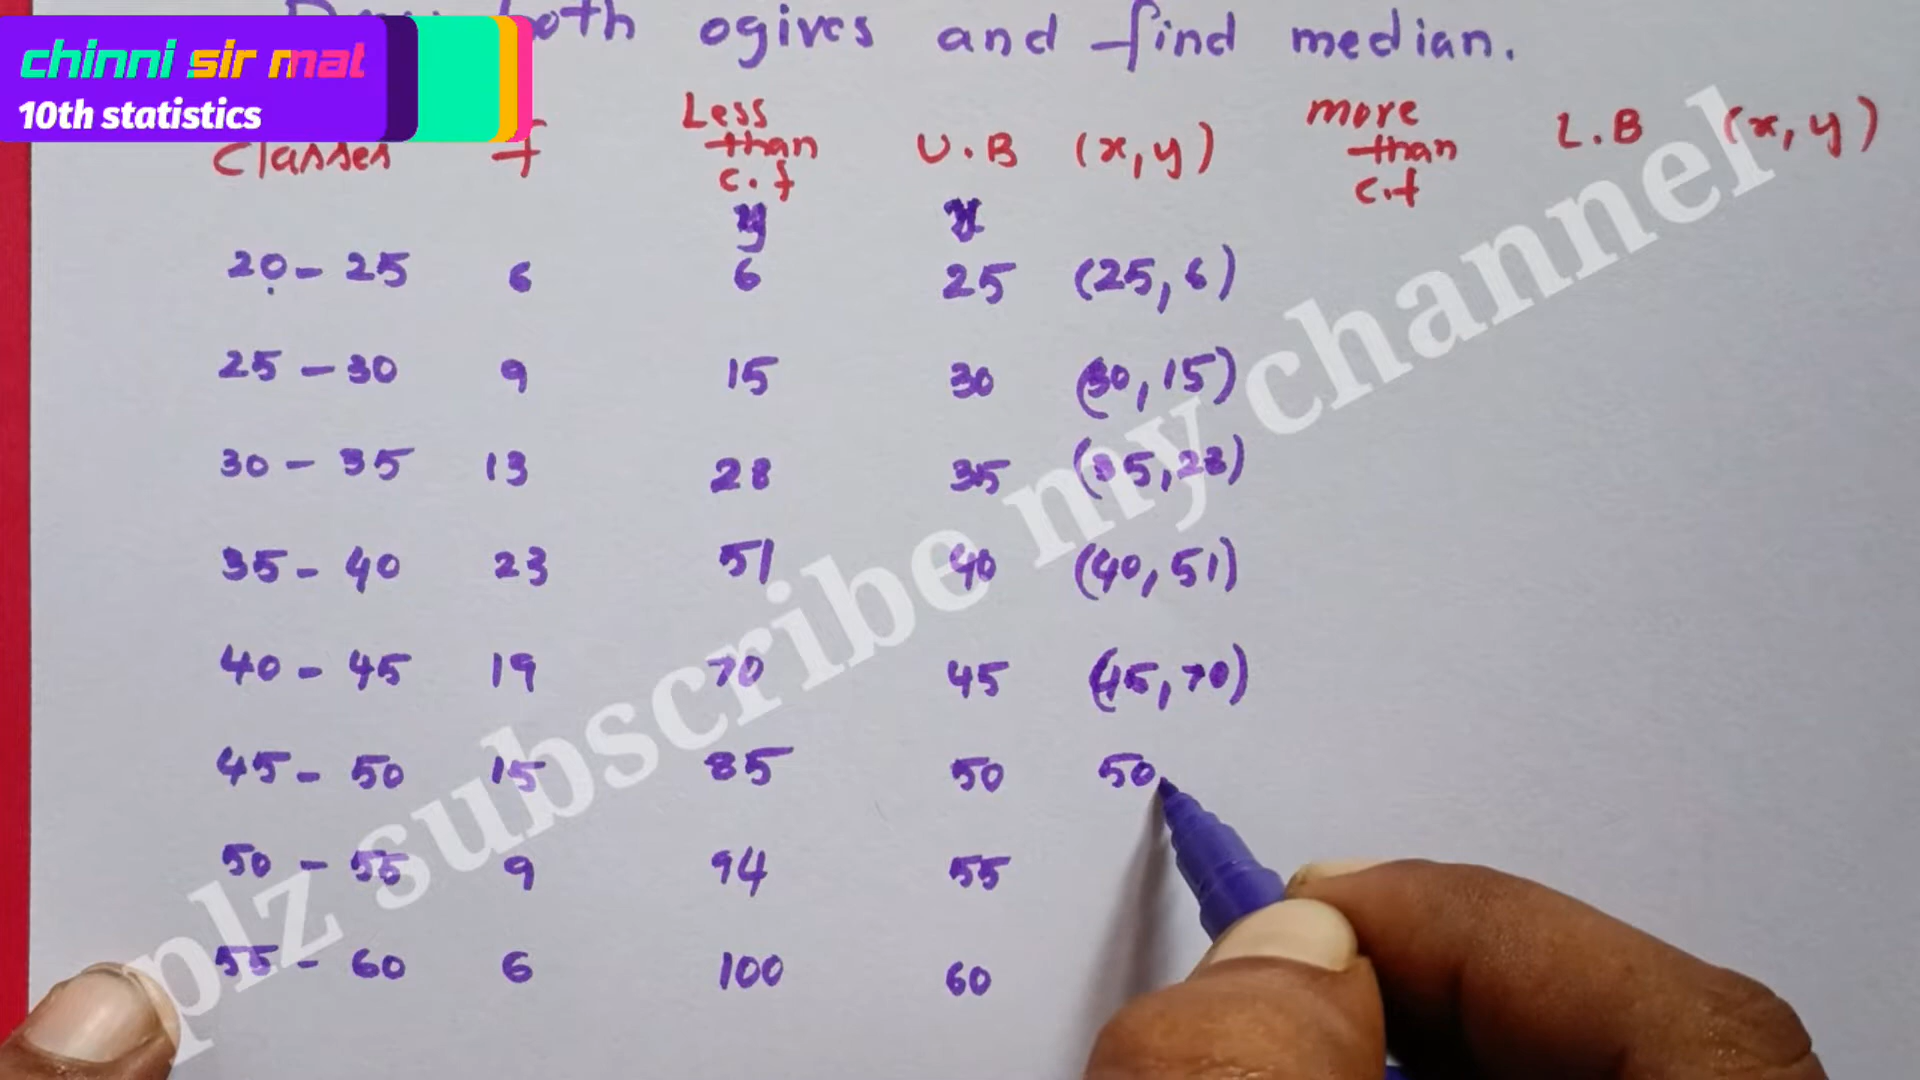 both ogives and find median.
chinni sir mat
10th statistics
Classes f Less than c.f U.B (x,y) more than c.f L.B (x,y)
y x
20 - 25 6 6 25 (25,6)
25 - 30 9 15 30 (30,15)
30 - 35 13 28 35 (35,28)
35 - 40 23 51 40 (40,51)
40 - 45 19 70 45 (45,70)
45 - 50 15 85 50 50
50 - 55 9 94 55
55 - 60 6 100 60
plz subscribe my channel